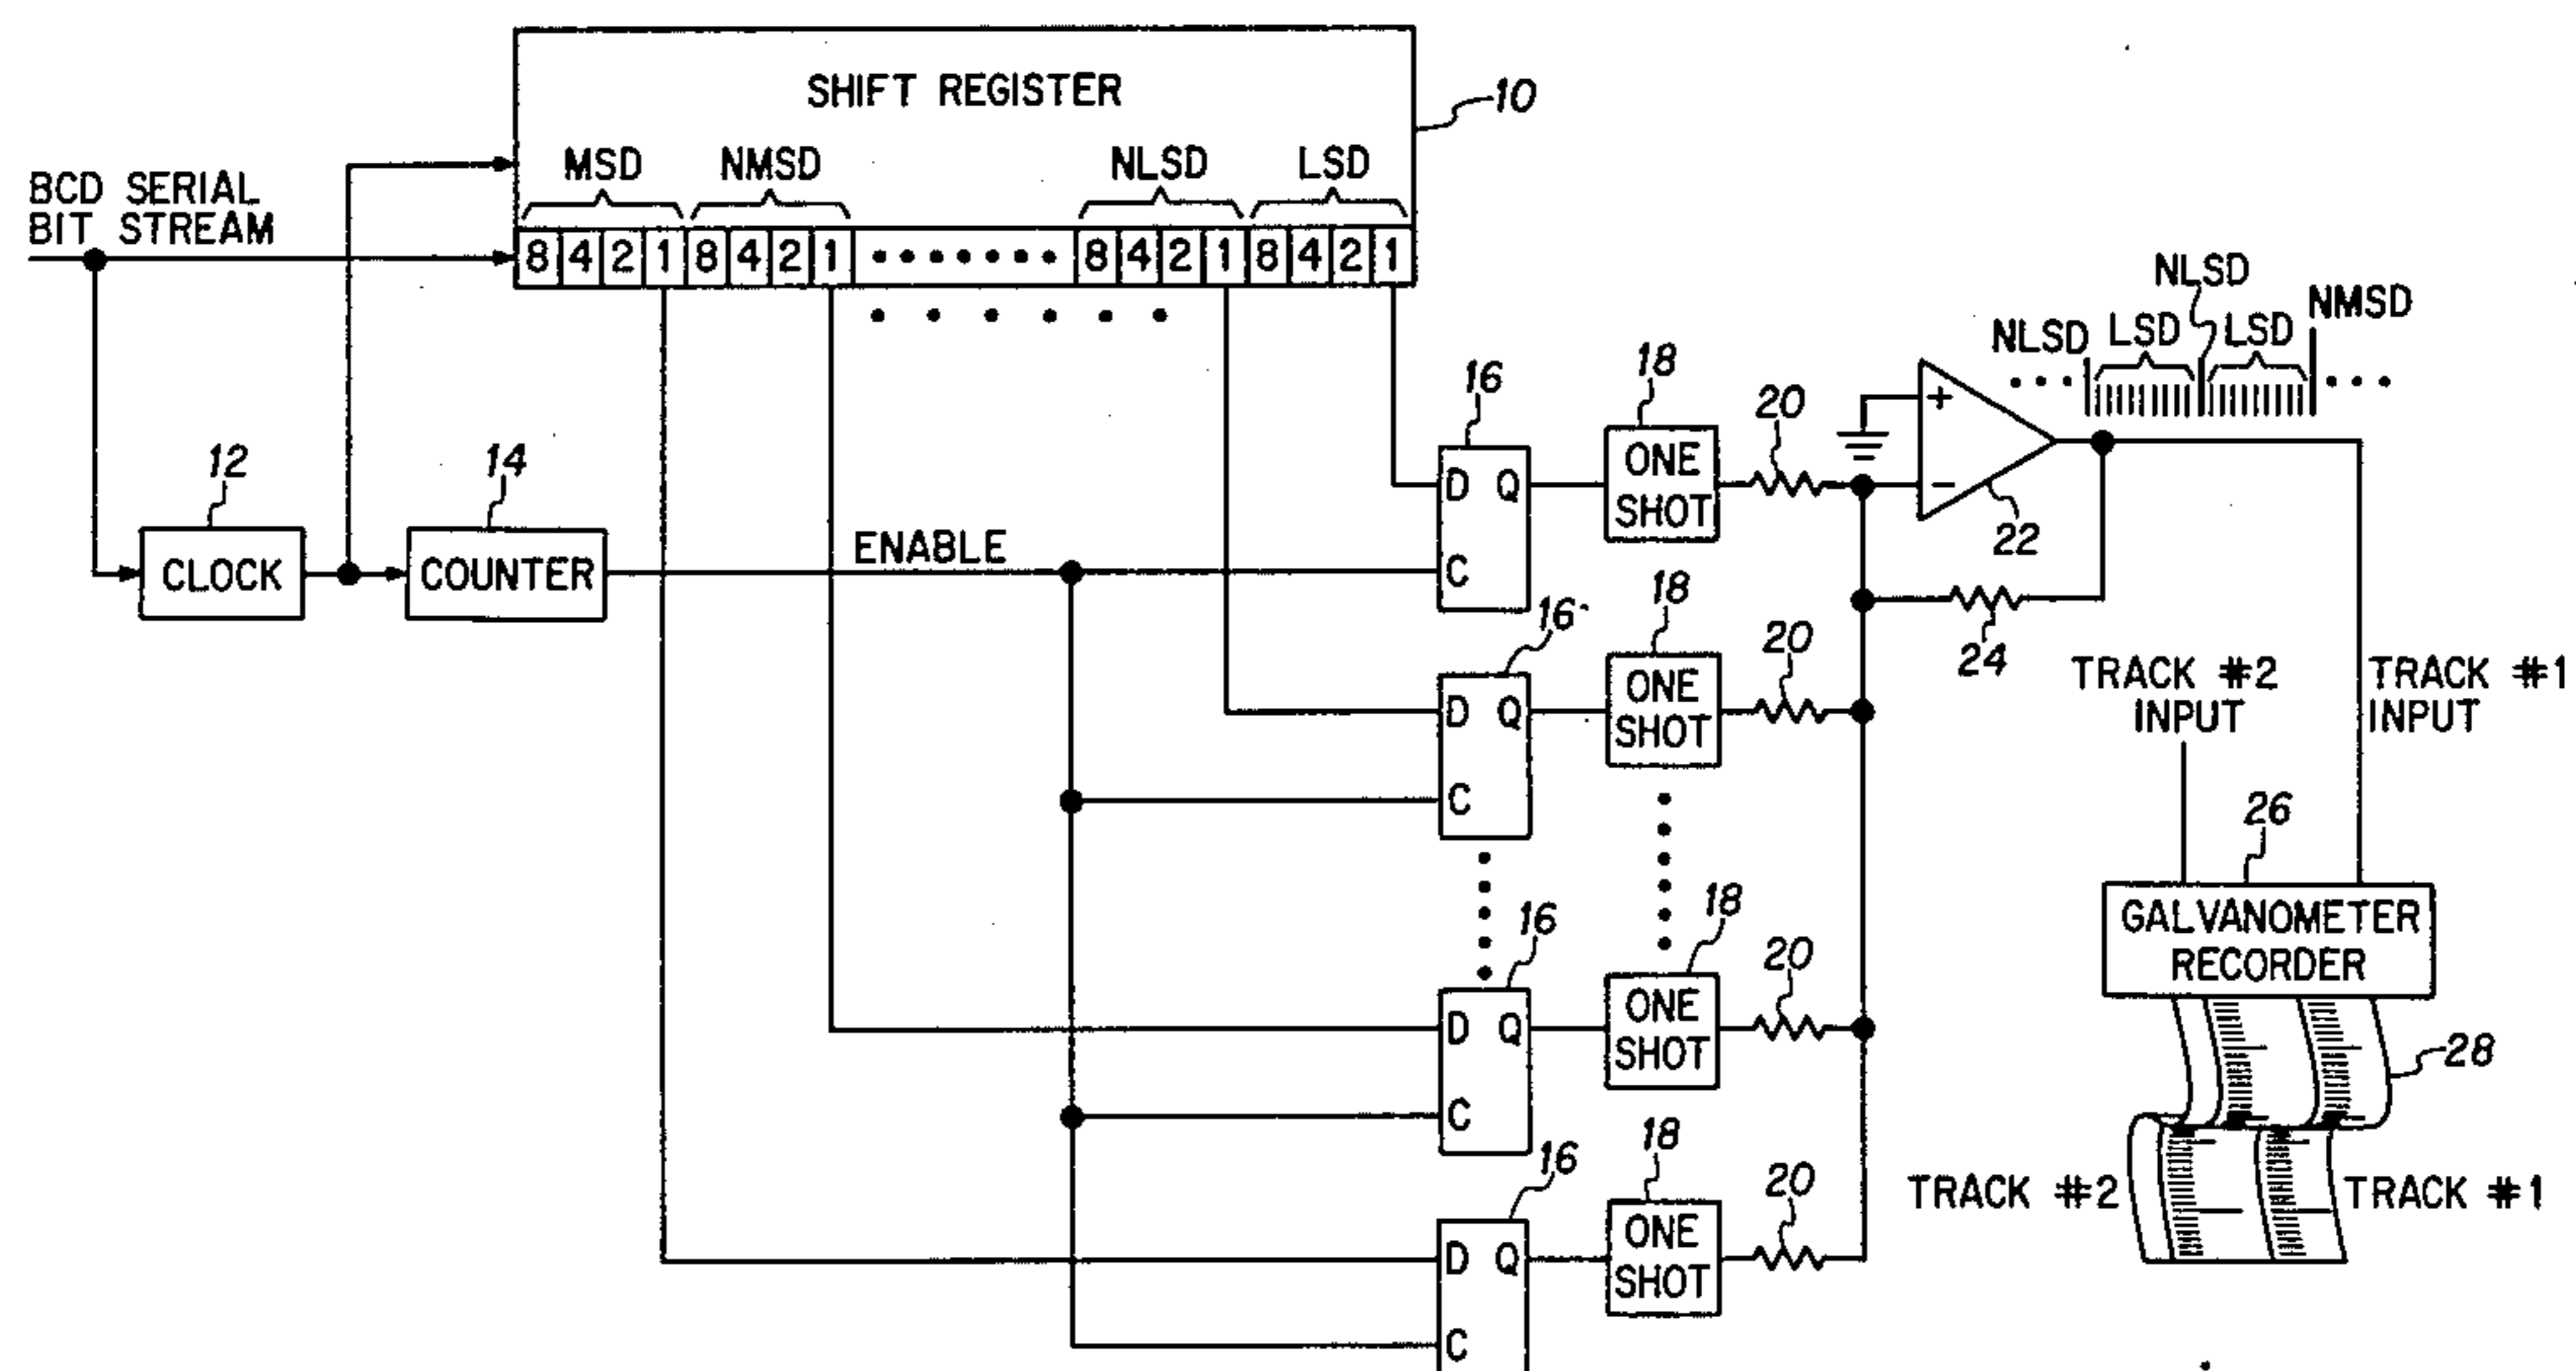 SHIFT REGISTER
10
MSD NMSD NLSD LSD
BCD SERIAL
BIT STREAM
8 4 2 1 8 4 2 1 8 4 2 1 8 4 2 1
NLSD
NMSD
NLSD LSD LSD
12
CLOCK
14
COUNTER
ENABLE
16
D Q
C
18
ONE
SHOT
20
+
-
22
24
16
D Q
C
18
ONE
SHOT
20
16
D Q
C
18
ONE
SHOT
20
16
D Q
C
18
ONE
SHOT
20
TRACK #2
INPUT
TRACK #1
INPUT
26
GALVANOMETER
RECORDER
28
TRACK #2
TRACK #1